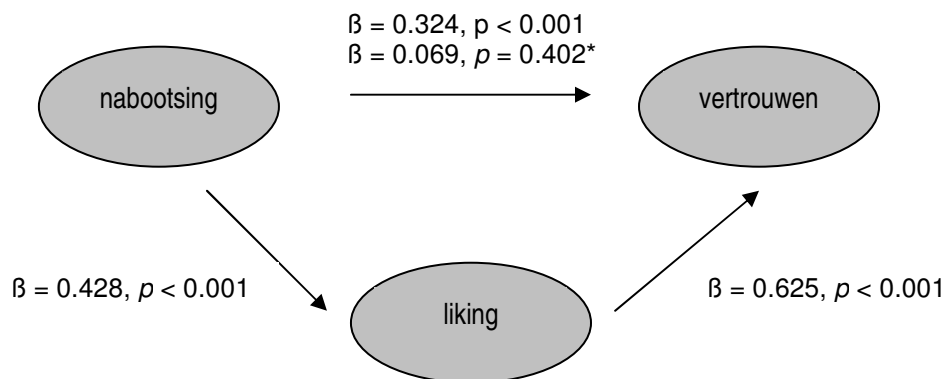 ß = 0.324, p < 0.001
ß = 0.069, p = 0.402*
nabootsing
vertrouwen
ß = 0.428, p < 0.001
ß = 0.625, p < 0.001
liking